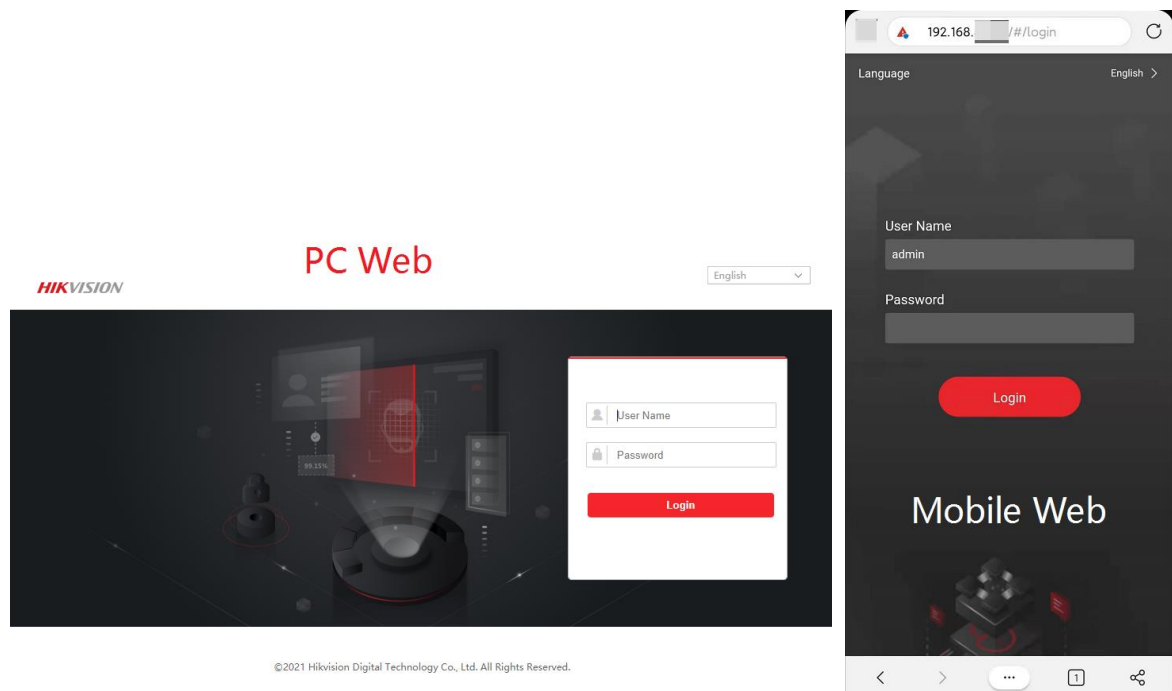 PC Web
HIKVISION
English
User Name
Password
99.15%
Login
©2021 Hikvision Digital Technology Co., Ltd. All Rights Reserved.
192.168. /#/login
Language
English
User Name
admin
Password
Login
Mobile Web
1